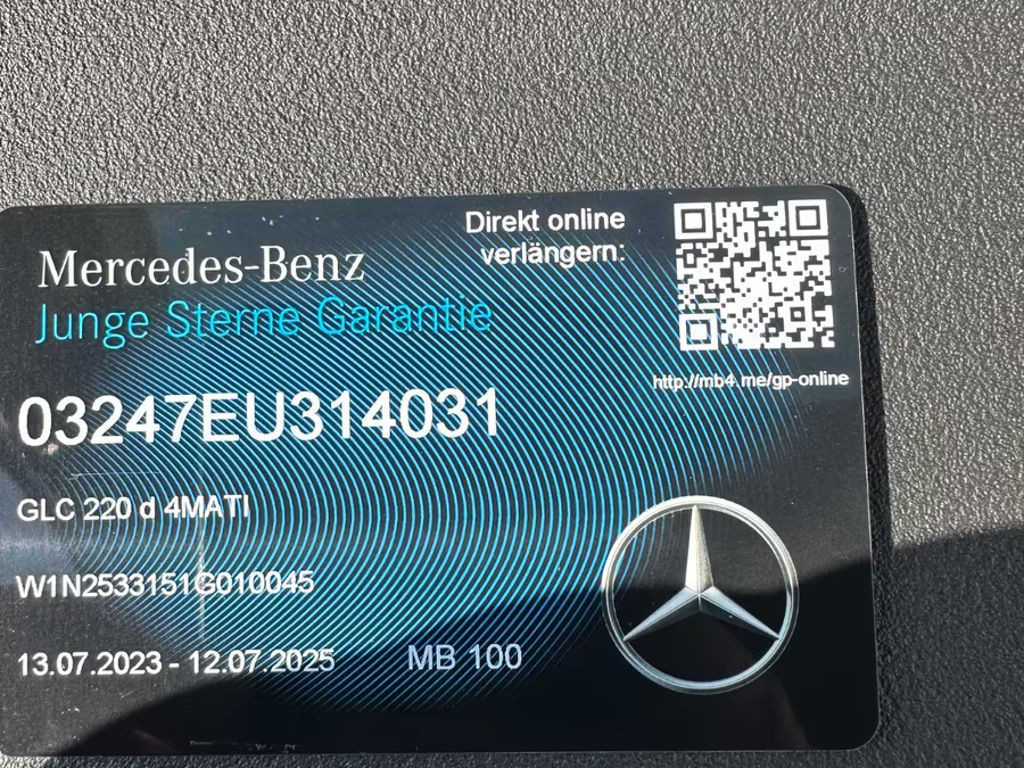 Direkt online
verlängern:
Mercedes-Benz
Junge Sterne Garantie
http://mb4.me/gp-online
03247EU314031
GLC 220 d 4MATI
W1N2533151G010045
13.07.2023 - 12.07.2025
MB 100